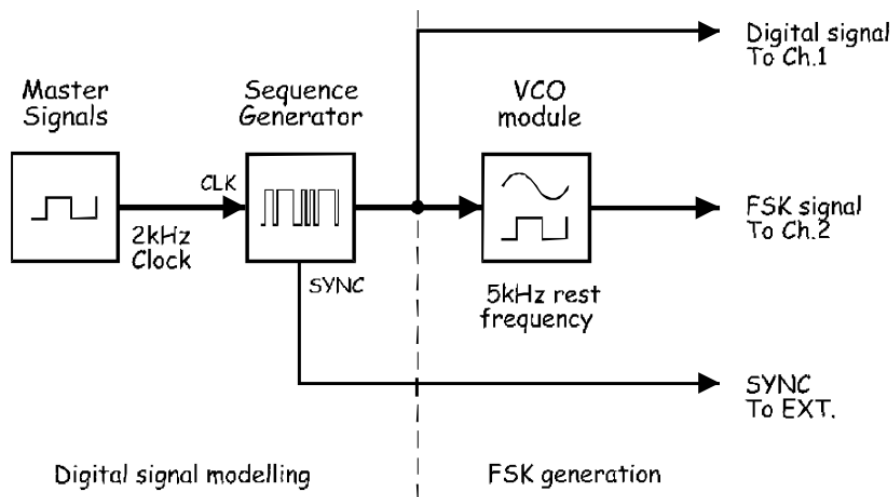 Digital signal
To Ch.1
Master
Signals
Sequence
Generator
VCO
module
CLK
2kHz
Clock
SYNC
5kHz rest
frequency
FSK signal
To Ch.2
SYNC
To EXT.
Digital signal modelling
FSK generation